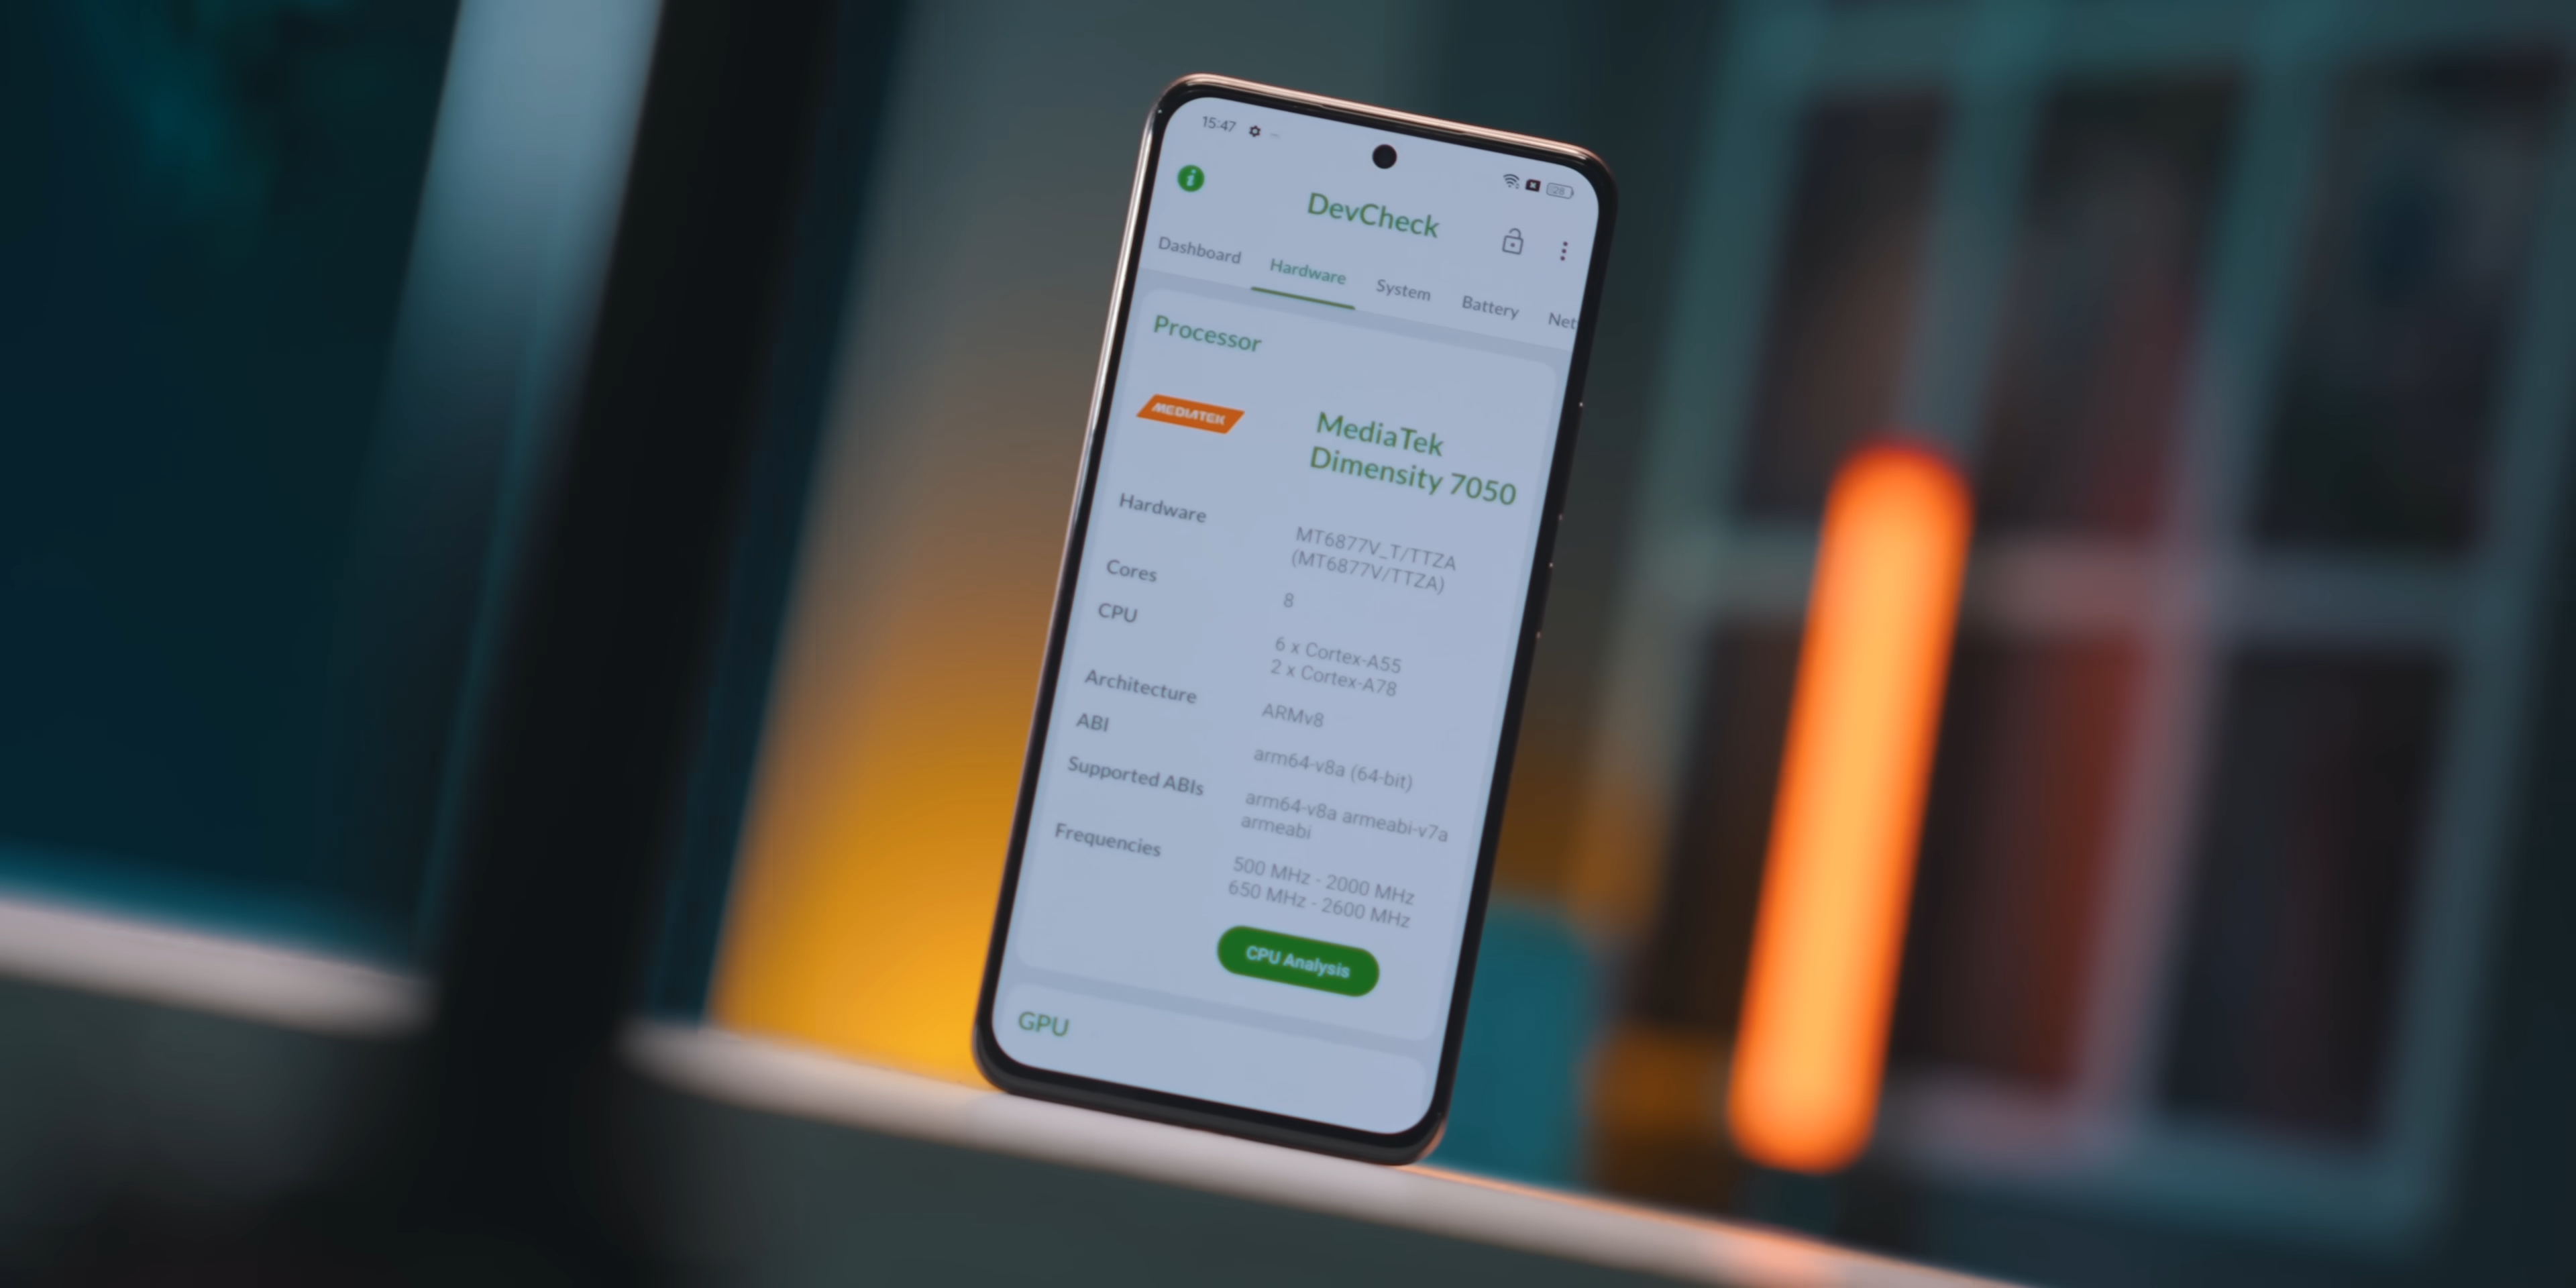 15:47
28
DevCheck
Dashboard Hardware System Battery Net
Processor
MEDIATEK
MediaTek
Dimensity 7050
Hardware
MT6877V_T/TTZA
(MT6877V/TTZA)
Cores
8
CPU
6 x Cortex-A55
2 x Cortex-A78
Architecture
ARMv8
ABI
arm64-v8a (64-bit)
Supported ABIs
arm64-v8a armeabi-v7a
armeabi
Frequencies
500 MHz - 2000 MHz
650 MHz - 2600 MHz
CPU Analysis
GPU